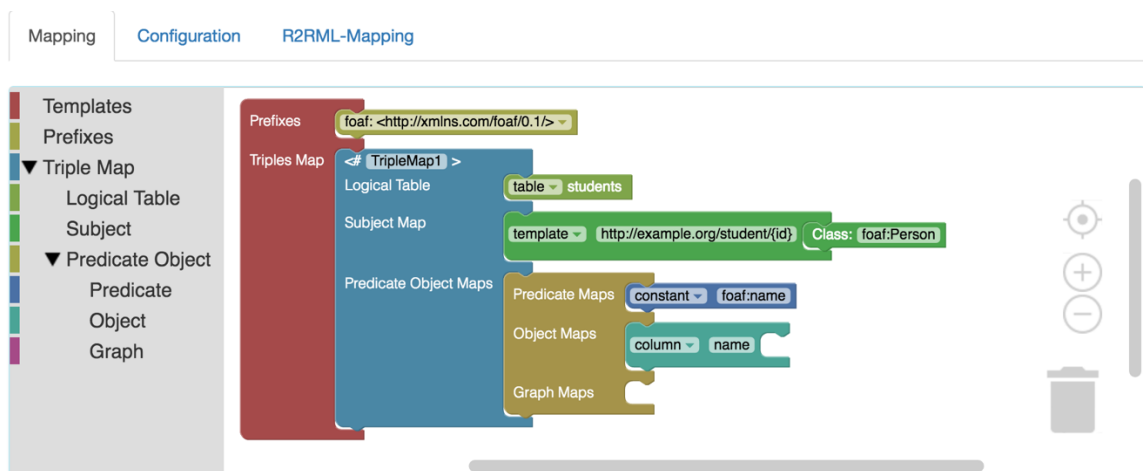 Mapping Configuration R2RML-Mapping
Templates
Prefixes
▼ Triple Map
Logical Table
Subject
▼ Predicate Object
Predicate
Object
Graph
Prefixes foaf: <http://xmlns.com/foaf/0.1/>
Triples Map <# TripleMap1 >
Logical Table table students
Subject Map
template http://example.org/student/{id} Class: foaf:Person
Predicate Object Maps
Predicate Maps constant foaf:name
Object Maps
column name
Graph Maps